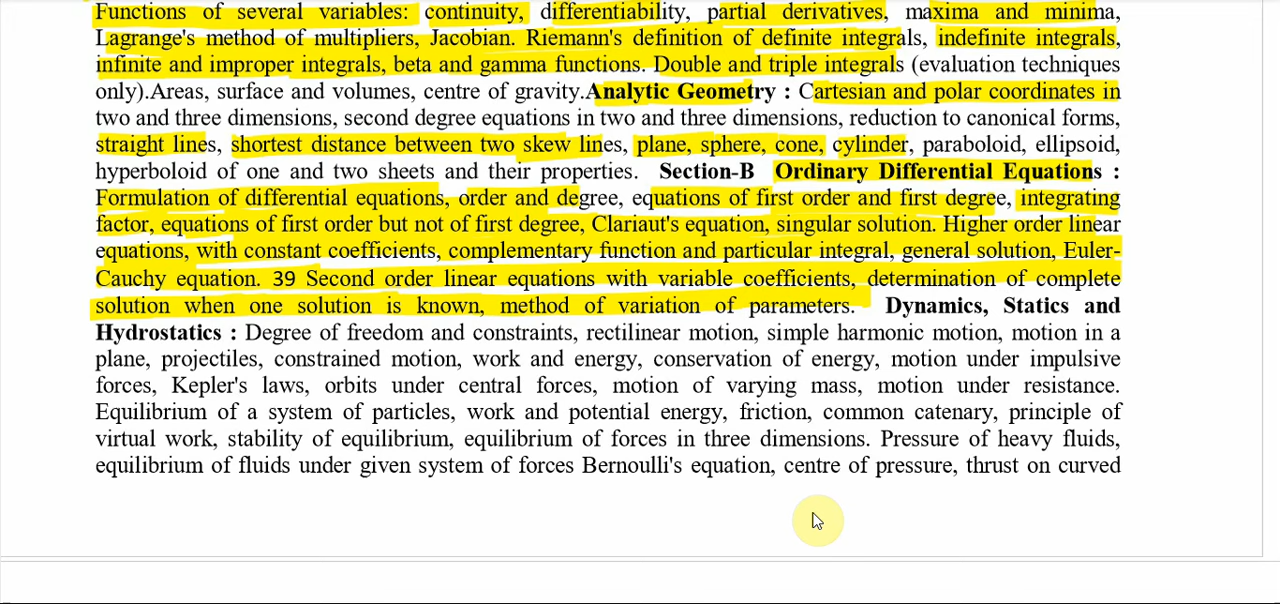 Functions of several variables: continuity, differentiability, partial derivatives, maxima and minima,
Lagrange's method of multipliers, Jacobian. Riemann's definition of definite integrals, indefinite integrals,
infinite and improper integrals, beta and gamma functions. Double and triple integrals (evaluation techniques
only).Areas, surface and volumes, centre of gravity.Analytic Geometry : Cartesian and polar coordinates in
two and three dimensions, second degree equations in two and three dimensions, reduction to canonical forms,
straight lines, shortest distance between two skew lines, plane, sphere, cone, cylinder, paraboloid, ellipsoid,
hyperboloid of one and two sheets and their properties. Section-B Ordinary Differential Equations :
Formulation of differential equations, order and degree, equations of first order and first degree, integrating
factor, equations of first order but not of first degree, Clariaut's equation, singular solution. Higher order linear
equations, with constant coefficients, complementary function and particular integral, general solution, Euler-
Cauchy equation. 39 Second order linear equations with variable coefficients, determination of complete
solution when one solution is known, method of variation of parameters. Dynamics, Statics and
Hydrostatics : Degree of freedom and constraints, rectilinear motion, simple harmonic motion, motion in a
plane, projectiles, constrained motion, work and energy, conservation of energy, motion under impulsive
forces, Kepler's laws, orbits under central forces, motion of varying mass, motion under resistance.
Equilibrium of a system of particles, work and potential energy, friction, common catenary, principle of
virtual work, stability of equilibrium, equilibrium of forces in three dimensions. Pressure of heavy fluids,
equilibrium of fluids under given system of forces Bernoulli's equation, centre of pressure, thrust on curved